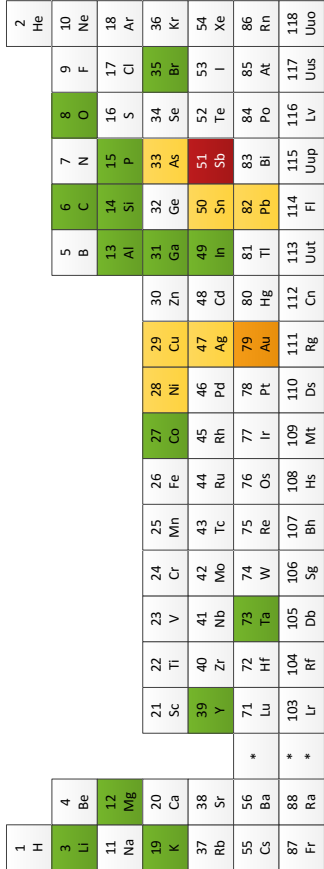 1 2
H He
3 4 5 6 7 8 9 10
Li Be B C N O F Ne
11 12 13 14 15 16 17 18
Na Mg Al Si P S Cl Ar
19 20 21 22 23 24 25 26 27 28 29 30 31 32 33 34 35 36
K Ca Sc Ti V Cr Mn Fe Co Ni Cu Zn Ga Ge As Se Br Kr
37 38 39 40 41 42 43 44 45 46 47 48 49 50 51 52 53 54
Rb Sr Y Zr Nb Mo Tc Ru Rh Pd Ag Cd In Sn Sb Te I Xe
55 56 * 71 72 73 74 75 76 77 78 79 80 81 82 83 84 85 86
Cs Ba Lu Hf Ta W Re Os Ir Pt Au Hg Tl Pb Bi Po At Rn
87 88 * 103 104 105 106 107 108 109 110 111 112 113 114 115 116 117 118
Fr Ra * Lr Rf Db Sg Bh Hs Mt Ds Rg Cn Uut Fl Uup Lv Uus Uuo